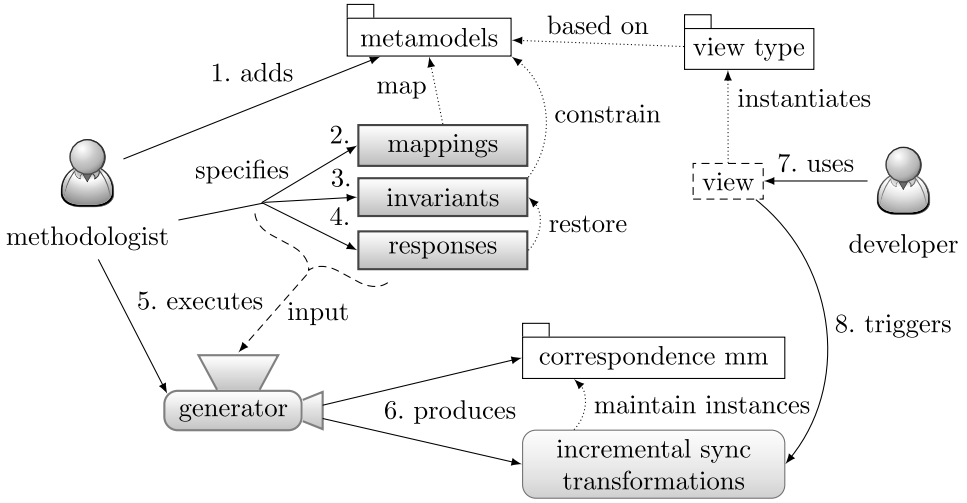 metamodels
based on
view type
1. adds
map
instantiates
constrain
2.
mappings
specifies
3.
invariants
7. uses
view
4.
responses
restore
methodologist
developer
5. executes
input
8. triggers
correspondence mm
generator
6. produces
maintain instances
incremental sync
transformations